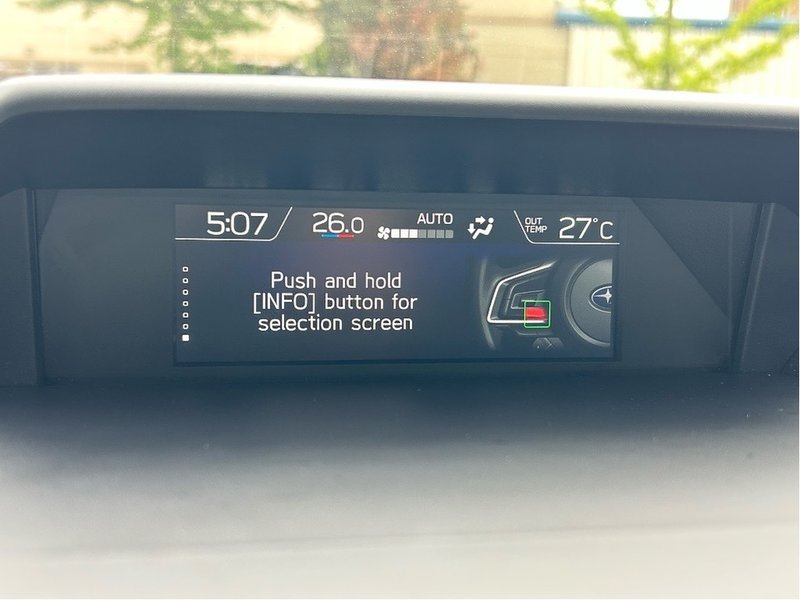 5:07
26.0
AUTO
OUT
TEMP
27°C
Push and hold
[INFO] button for
selection screen